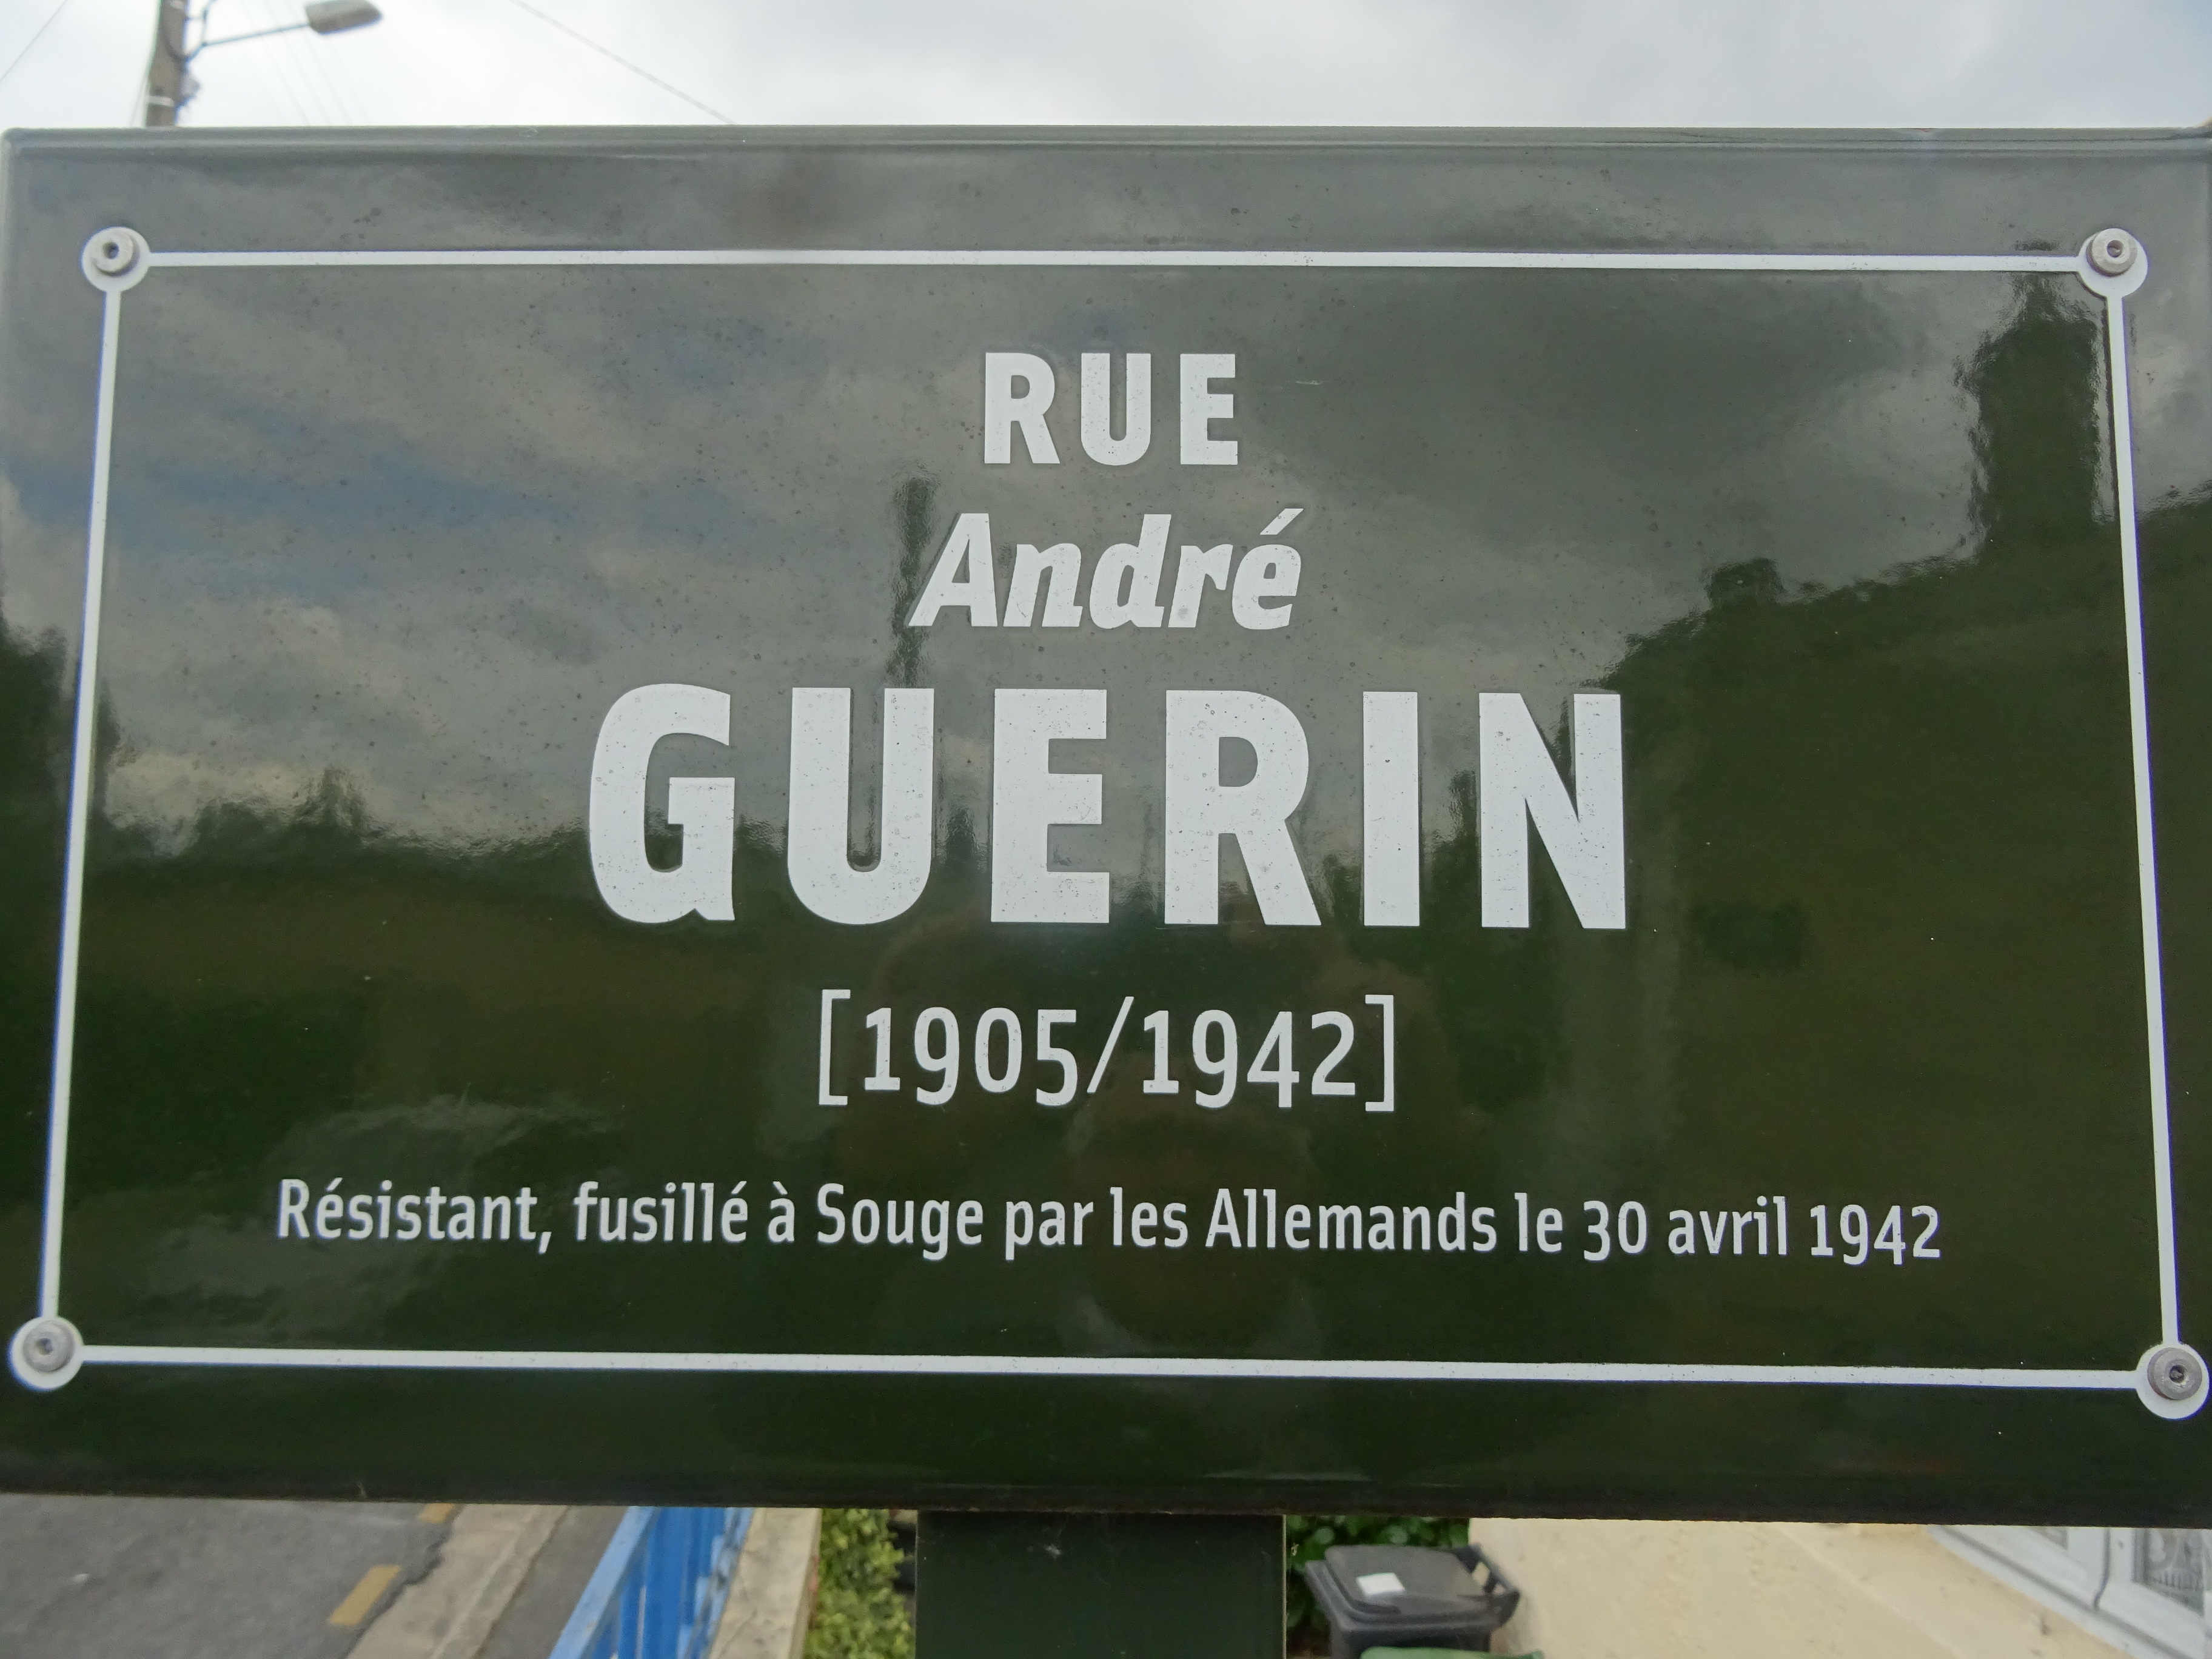 RUE
André
GUERIN
[1905/1942]
Résistant, fusillé à Souge par les Allemands le 30 avril 1942